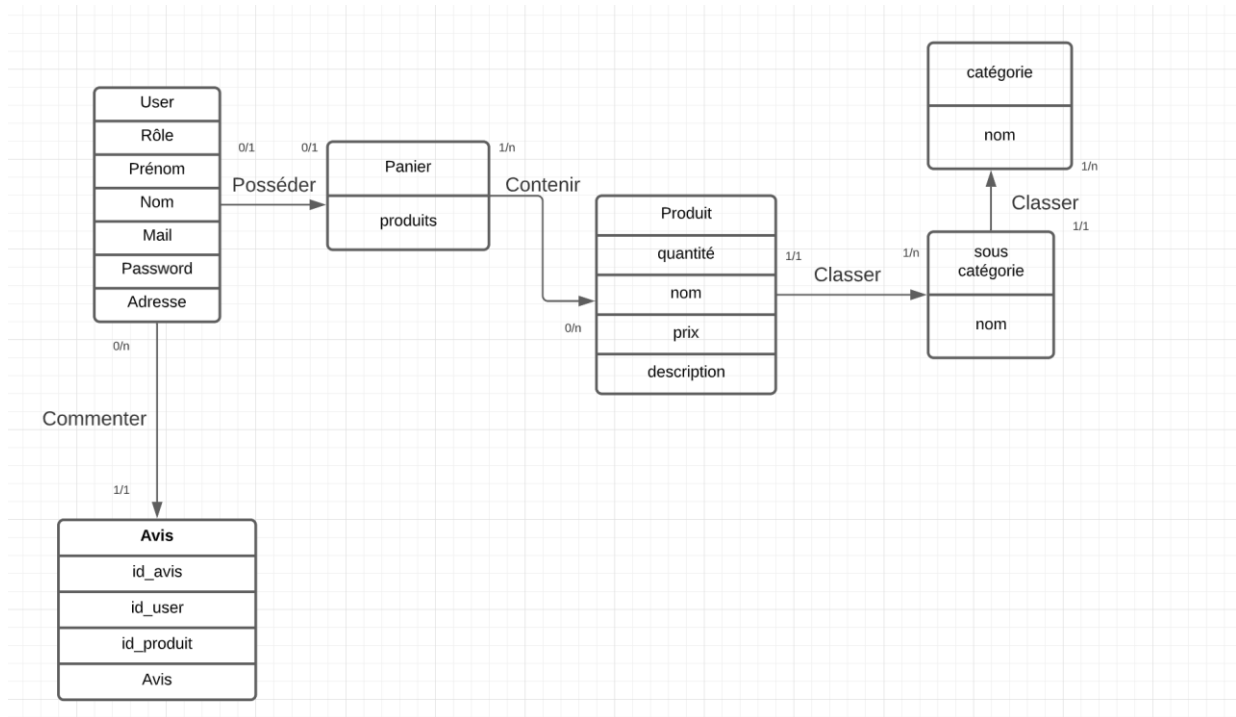 User
Rôle
Prénom
Nom
Mail
Password
Adresse
0/1
0/1
Posséder
Panier
produits
1/n
Contenir
0/n
Produit
quantité
nom
prix
description
1/1
1/n
Classer
sous
catégorie
nom
1/1
Classer
1/n
catégorie
nom
0/n
Commenter
1/1
Avis
id_avis
id_user
id_produit
Avis